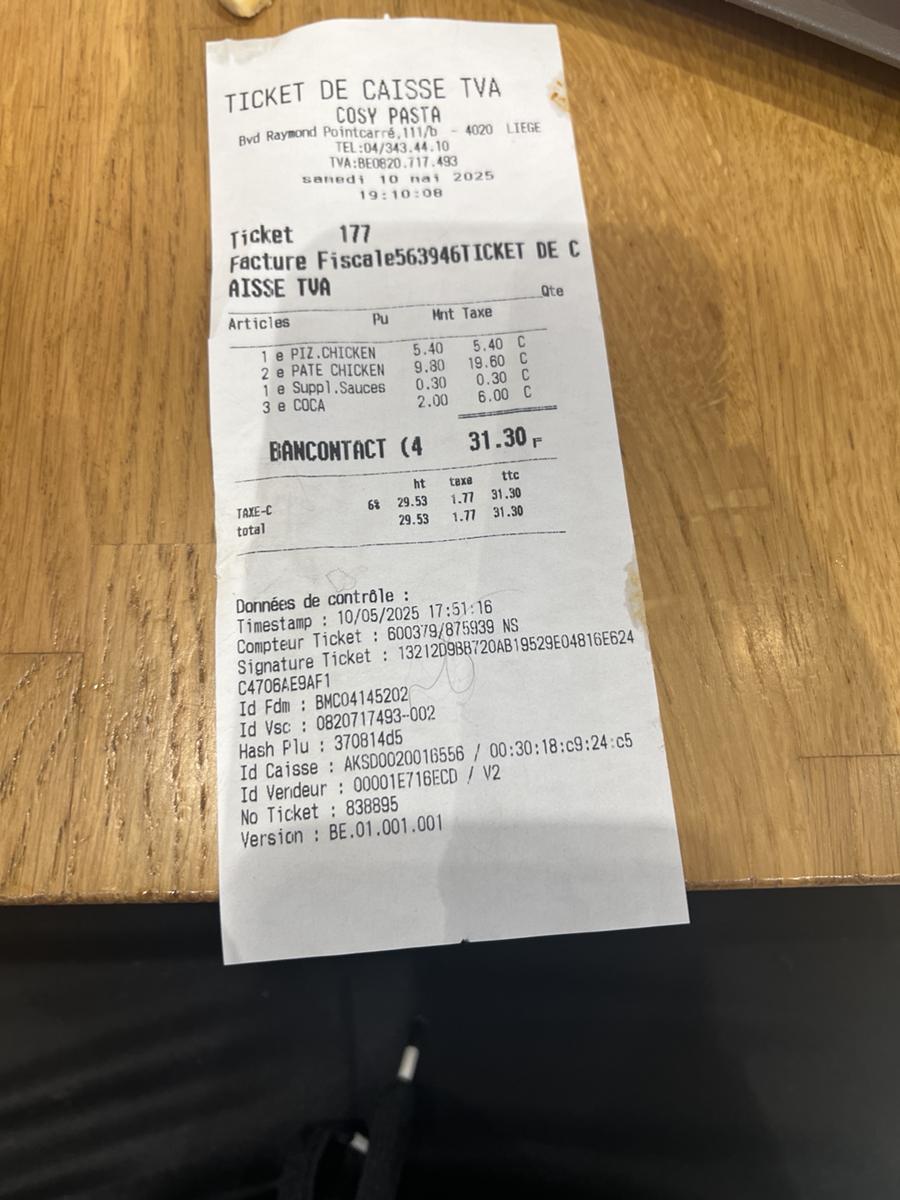 TICKET DE CAISSE TVA
COSY PASTA
Bvd Raymond Pointcarré,111/b - 4020 LIEGE
TEL:04/343.44.10
TVA:BE0820.717.493
samedi 10 mai 2025
19:10:08
Ticket 177
Facture Fiscale563946TICKET DE C
AISSE TVA
Qte
Articles Pu Mnt Taxe
1 e PIZ.CHICKEN 5.40 5.40 C
2 e PATE CHICKEN 9.80 19.60 C
1 e Suppl.Sauces 0.30 0.30 C
3 e COCA 2.00 6.00 C
BANCONTACT (4 31.30 F
ht taxe ttc
TAXE-C 6% 29.53 1.77 31.30
total 29.53 1.77 31.30
Données de contrôle :
Timestamp : 10/05/2025 17:51:16
Compteur Ticket : 600379/875939 NS
Signature Ticket : 13212D9BB720AB19529E04816E624
C4706AE9AF1
Id Fdm : BMC04145202
Id Vsc : 0820717493-002
Hash Plu : 370814d5
Id Caisse : AKSD0020016556 / 00:30:18:c9:24:c5
Id Vendeur : 00001E716ECD / V2
No Ticket : 838895
Version : BE.01.001.001